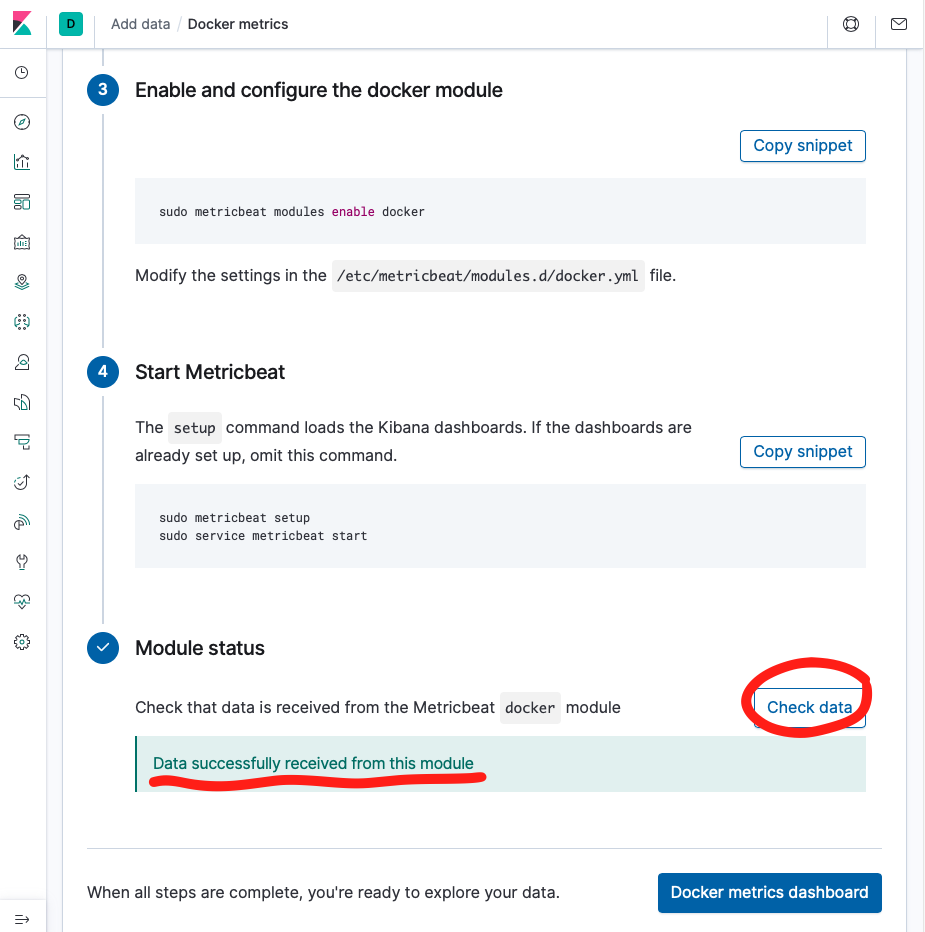 D Add data / Docker metrics
3 Enable and configure the docker module
Copy snippet
sudo metricbeat modules enable docker
Modify the settings in the /etc/metricbeat/modules.d/docker.yml file.
4 Start Metricbeat
The setup command loads the Kibana dashboards. If the dashboards are
already set up, omit this command.
Copy snippet
sudo metricbeat setup
sudo service metricbeat start
Module status
Check that data is received from the Metricbeat docker module
Check data
Data successfully received from this module
When all steps are complete, you're ready to explore your data.
Docker metrics dashboard